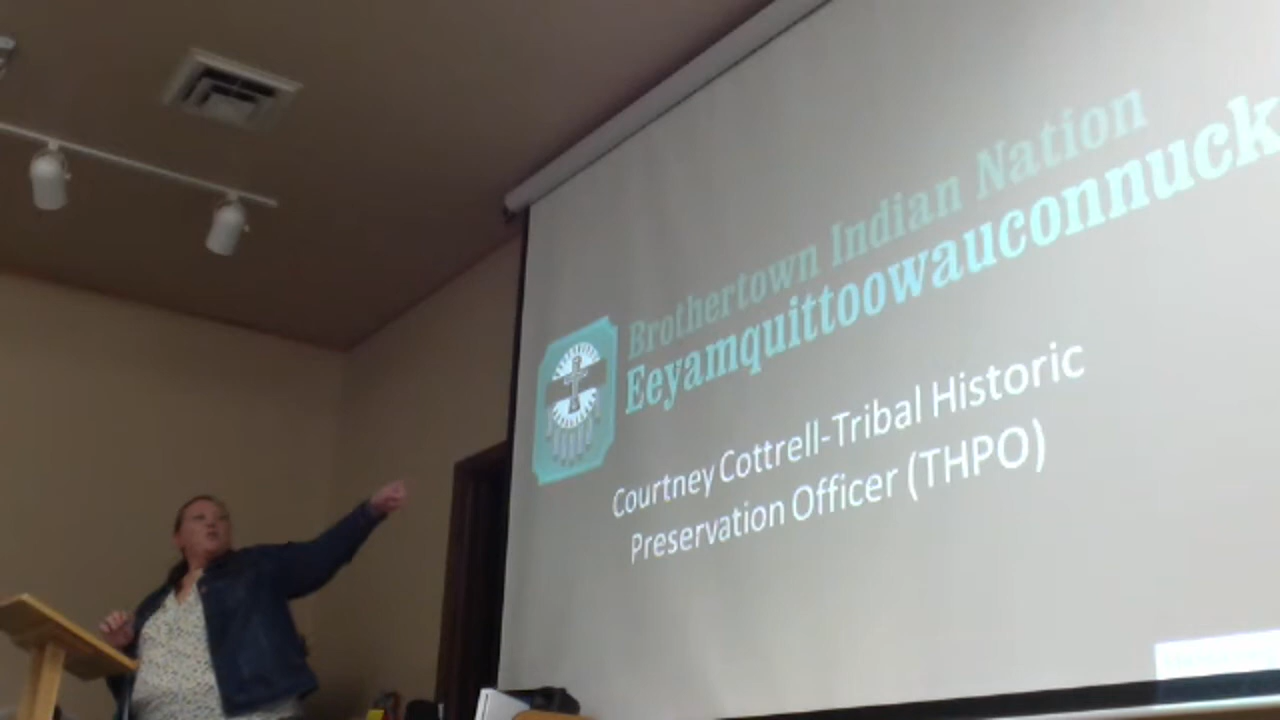 Brothertown Indian Nation
Eeyamquittoowauconnuck
Courtney Cottrell-Tribal Historic
Preservation Officer (THPO)